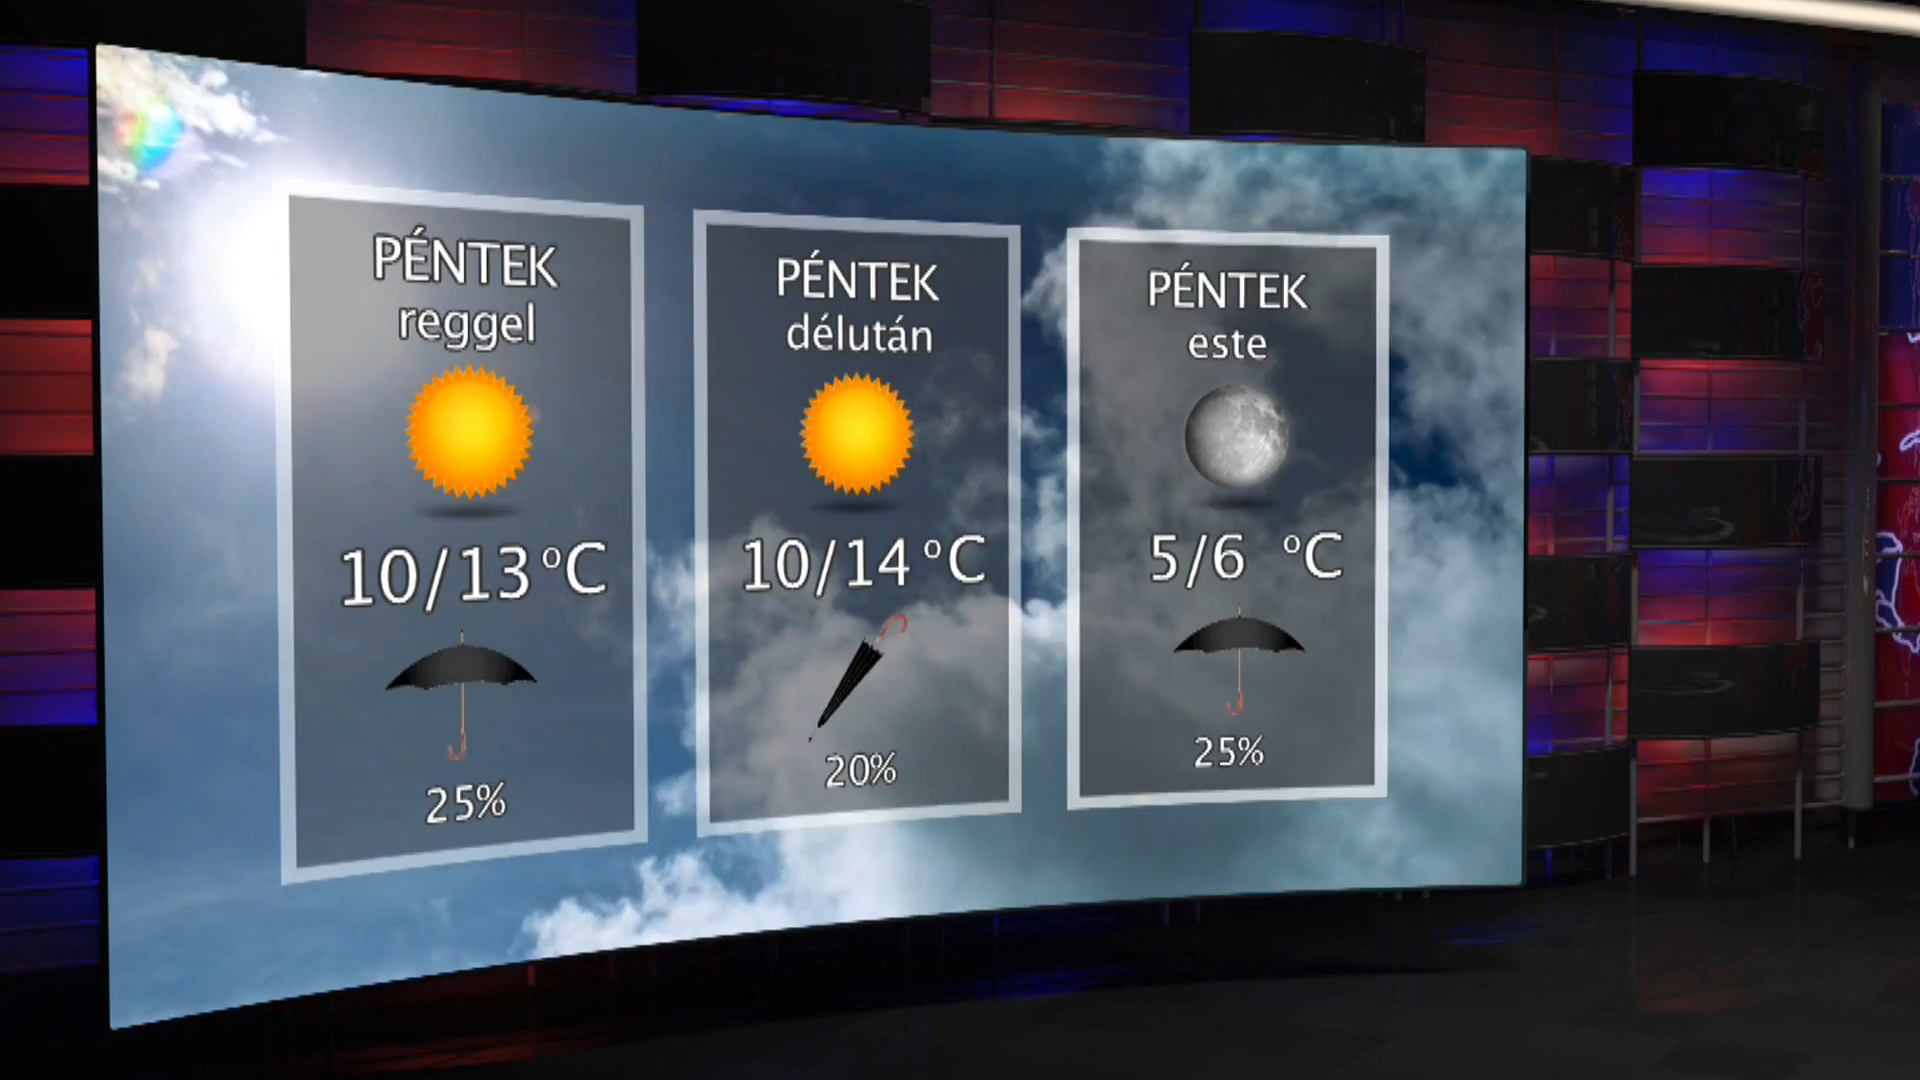 PÉNTEK
reggel
10/13 °C
25%
PÉNTEK
délután
10/14 °C
20%
PÉNTEK
este
5/6 °C
25%